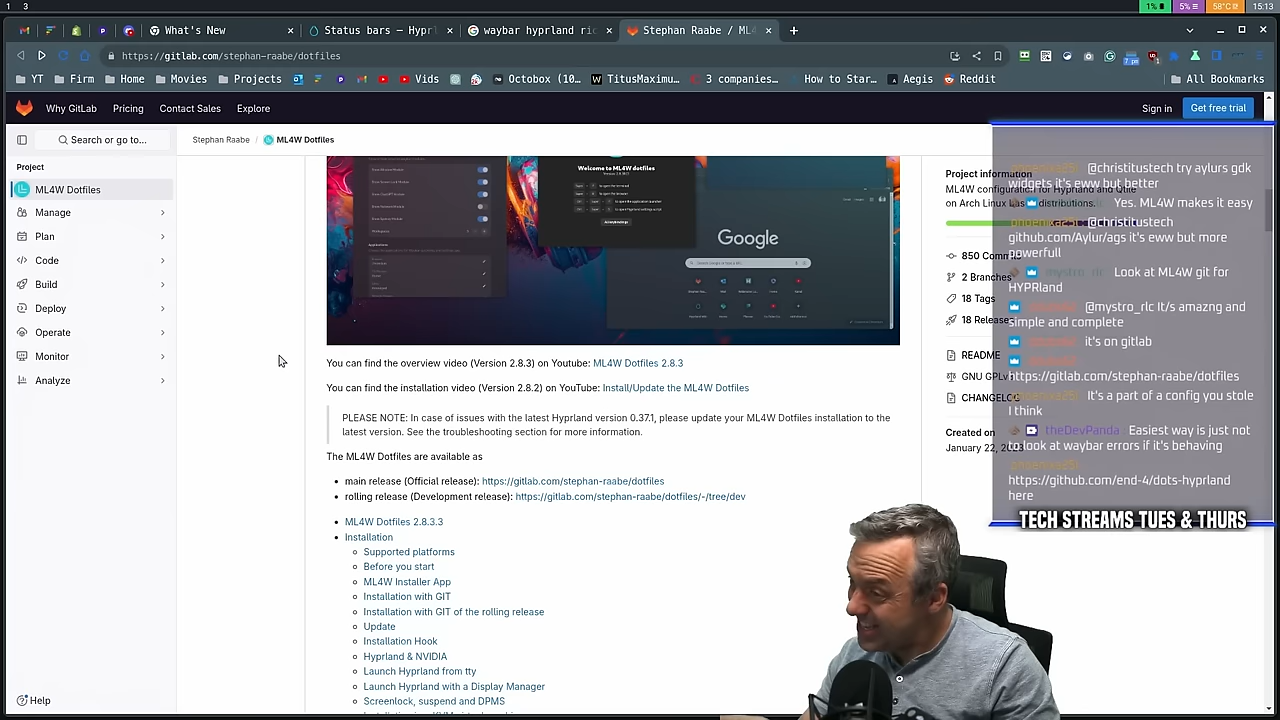 1 3
1%
5%
58°C
15:13
What's New
Status bars – Hyprl
waybar hyprland ric
Stephan Raabe / ML4
https://gitlab.com/stephan-raabe/dotfiles
YT
Firm
Home
Movies
Projects
Vids
Octobox (10…
TitusMaximu…
3 companies…
How to Star…
Aegis
Reddit
All Bookmarks
Why GitLab
Pricing
Contact Sales
Explore
Sign in
Get free trial
Search or go to…
Stephan Raabe / ML4W Dotfiles
Project
ML4W Dotfiles
Manage
Plan
Code
Build
Deploy
Operate
Monitor
Analyze
Help
Welcome to ML4W dotfiles
Google
You can find the overview video (Version 2.8.3) on Youtube: ML4W Dotfiles 2.8.3
You can find the installation video (Version 2.8.2) on YouTube: Install/Update the ML4W Dotfiles
PLEASE NOTE: In case of issues with the latest Hyprland version 0.37.1, please update your ML4W Dotfiles installation to the
latest version. See the troubleshooting section for more information.
The ML4W Dotfiles are available as
main release (Official release): https://gitlab.com/stephan-raabe/dotfiles
rolling release (Development release): https://gitlab.com/stephan-raabe/dotfiles/-/tree/dev
ML4W Dotfiles 2.8.3.3
Installation
Supported platforms
Before you start
ML4W Installer App
Installation with GIT
Installation with GIT of the rolling release
Update
Installation Hook
Hyprland & NVIDIA
Launch Hyprland from tty
Launch Hyprland with a Display Manager
Screenlock, suspend and DPMS
Project information
ML4W configuration for Hyprland and Qtile
on Arch Linux based distributions.
850 Comm
2 Branches
18 Tags
18 Release
README
GNU GPLv
CHANGELOG
Created on
January 22, 2023
@christitustech try aylurs gdk
widgets it's eww but better
Yes. ML4W makes it easy
@christitustech
github.com/Aylur/ags it's eww but more
powerfull
Look at ML4W git for
HYPRland
@mystro_rlc It/s amazng and
simple and complete
it's on gitlab
https://gitlab.com/stephan-raabe/dotfiles
It's a part of a config you stole
I think
theDevPanda Easiest way is just not
to look at waybar errors if it's behaving
https://github.com/end-4/dots-hyprland
here
TECH STREAMS TUES & THURS